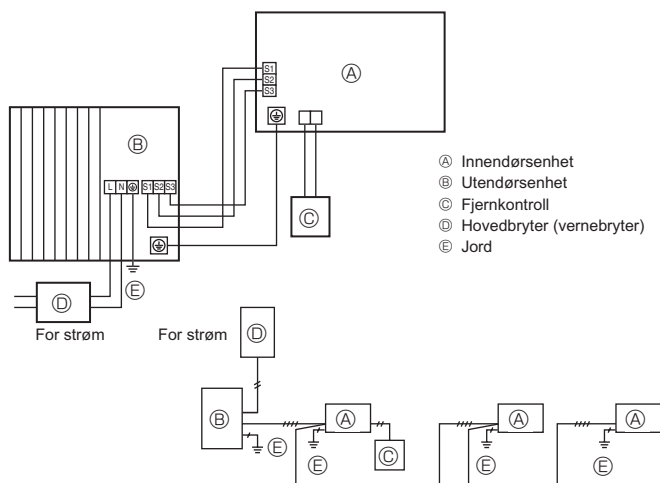 S1
S2
S3
Ⓐ
Ⓑ
L N S1 S2 S3
Ⓒ
Ⓐ Innendørsenhet
Ⓑ Utendørsenhet
Ⓒ Fjernkontroll
Ⓓ Hovedbryter (vernebryter)
Ⓔ Jord
Ⓓ
Ⓔ
For strøm
For strøm
Ⓓ
Ⓑ
Ⓐ
Ⓐ
Ⓐ
Ⓔ
Ⓒ
Ⓔ
Ⓔ
Ⓔ